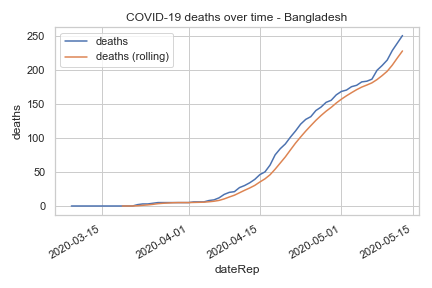 COVID-19 deaths over time - Bangladesh
deaths
deaths (rolling)
250
200
150
100
50
0
deaths
2020-03-15
2020-04-01
2020-04-15
2020-05-01
2020-05-15
dateRep